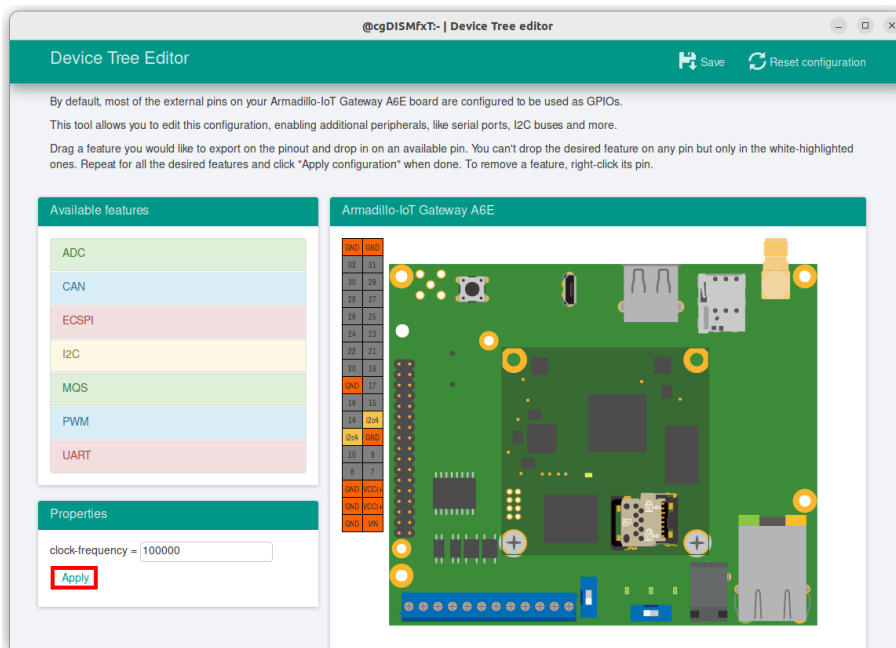 @cgDISMfxT:- | Device Tree editor
Device Tree Editor
Save
Reset configuration
By default, most of the external pins on your Armadillo-IoT Gateway A6E board are configured to be used as GPIOs.
This tool allows you to edit this configuration, enabling additional peripherals, like serial ports, I2C buses and more.
Drag a feature you would like to export on the pinout and drop in on an available pin. You can't drop the desired feature on any pin but only in the white-highlighted
ones. Repeat for all the desired features and click "Apply configuration" when done. To remove a feature, right-click its pin.
Available features
ADC
CAN
ECSPI
I2C
MQS
PWM
UART
Properties
clock-frequency = 100000
Apply
Armadillo-IoT Gateway A6E
GND GND
32 31
30 29
28 27
26 25
24 23
22 21
20 19
GND 17
16 15
14 i2c4
i2c4 GND
10 9
8 7
GND VCC(+
GND VCC(+
GND VIN